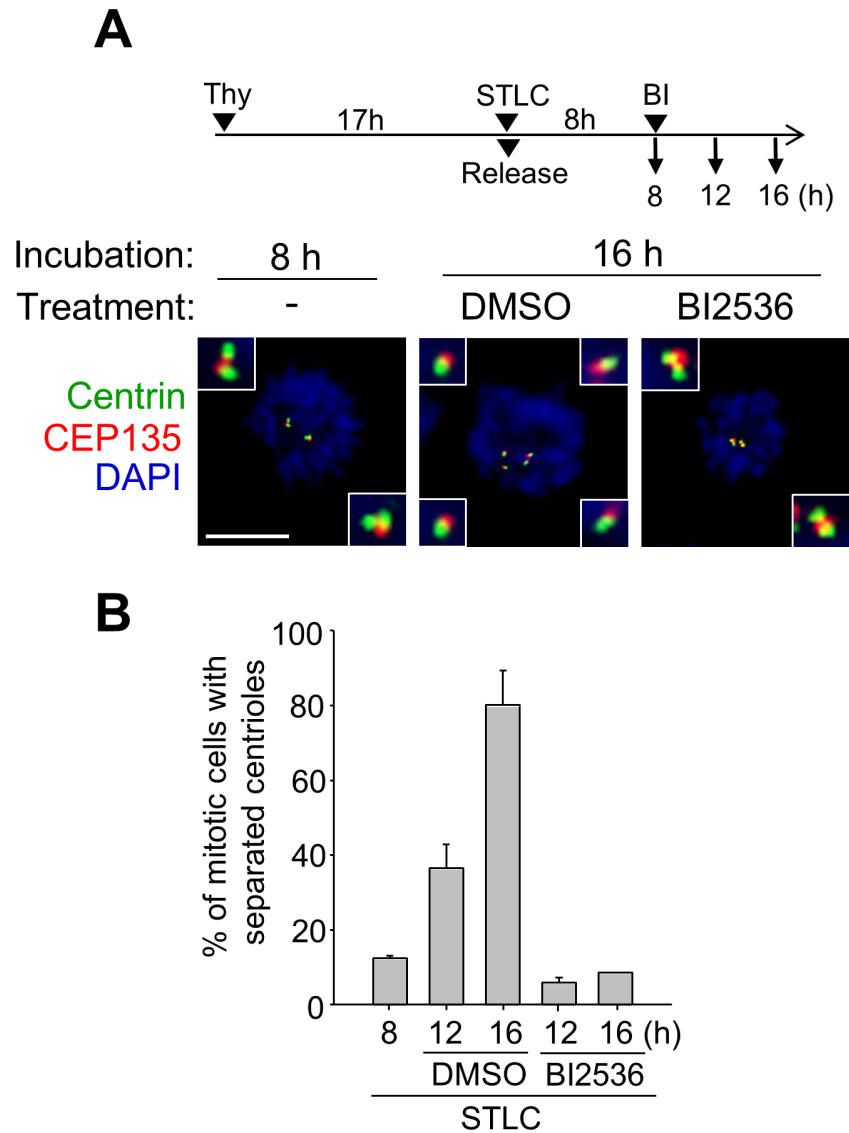 A
Thy STLC BI
17h 8h
Release
8 12 16 (h)
Incubation: 8 h 16 h
Treatment: - DMSO BI2536
Centrin
CEP135
DAPI
B
% of mitotic cells with
separated centrioles
100
80
60
40
20
0
8 12 16 12 16 (h)
DMSO BI2536
STLC